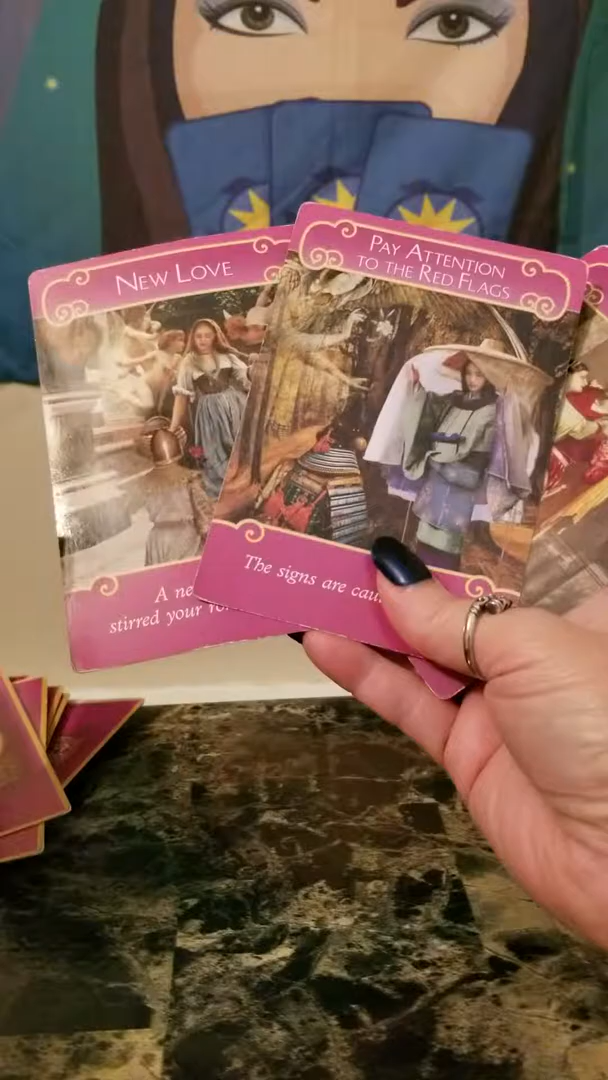 NEW LOVE
A ne
stirred your
PAY ATTENTION
TO THE RED FLAGS
The signs are cau